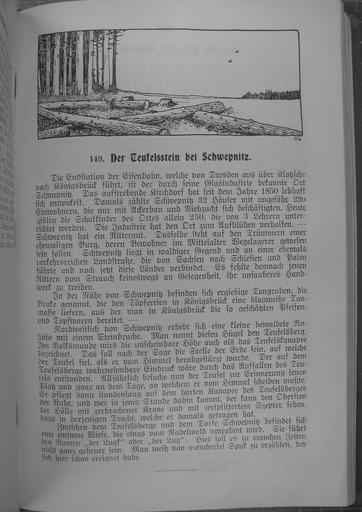 149. Der Teufelsstein bei Schwepnitz.
Die Endstation der Eisenbahn, welche von Dresden aus über Klotzsche
nach Königsbrück führt, ist der durch seine Glasindustrie bekannte Ort
Schwepnitz. Das aufstrebende Kirchdorf hat seit dem Jahre 1850 sehr
sich entwickelt. Damals zählte Schwepnitz 32 Häuser mit ungefähr 226
Einwohnern, die nur mit Ackerbau und Viehzucht sich beschäftigten. Heute
zählen die Schulkinder des Ortes allein 250, die von 3 Lehrern unter-
richtet werden. Die Industrie hat den Ort zum Aufblühen verholfen. —
Schwepnitz hat ein Rittergut. Dasselbe steht auf den Trümmern einer
ehemaligen Burg, deren Bewohner im Mittelalter Wegelagerer gewesen
sein sollen. Schwepnitz liegt in waldiger Gegend und an einer ehemals
verkehrsreichen Landstraße, die von Sachsen nach Schlesien und Polen
führte und noch jetzt diese Länder verbindet. Es fehlte demnach jenen
Rittern von Strauch keineswegs an Gelegenheit, ihr unsauberes Hand-
werk zu treiben.
In der Nähe von Schwepnitz befinden sich ergiebige Tongruben, die
Brake genannt, die den Töpfereien in Königsbrück eine blauweiße Ton-
masse liefern, aus der man in Königsbrück die so geschätzten Pfeifen-
und Topfwaren bereitet. —
Nordwestlich von Schwepnitz erhebt sich eine kleine bewaldete An-
höhe mit einem Steinbruche. Man nennt diesen Hügel den Teufelsberg.
Im Volksmunde wird die unscheinbare Höhe auch als das Teufelskanapee
bezeichnet. Das soll nach der Sage die Stelle der Erde sein, auf welche
der Teufel fiel, als er vom Himmel herabgestürzt wurde. Der auf dem
Teufelsberge wahrnehmbare Eindruck wäre durch das Auffallen des Teu-
fels entstanden. Alljährlich besuche nun der Teufel zur Erinnerung jenen
Platz und zwar an dem Tage, an welchem er vom Himmel scheiden mußte.
Er pflegt dann stundenlang auf dem harten Kanapee des Teufelsberges
der Ruhe, und wer in jener Stunde dahin kommt, der kann den Obersten
der Hölle mit zerbrochener Krone und mit zersplittertem Szepter sehen,
dazu in derjenigen Tracht, welche er damals getragen hat.
Zwischen dem Teufelsberge und dem Dorfe Schwepnitz befindet sich
eine einsame Wiese, die rings vom Nadelwald umrahmt wird. Sie führt
den Namen „der Lugk“ oder „der Lug“: Hier soll es zu manchen Zeiten
nicht ganz geheuer sein. Man weiß von mancherlei Spuk zu erzählen, der
sich hier schon ereignet habe.